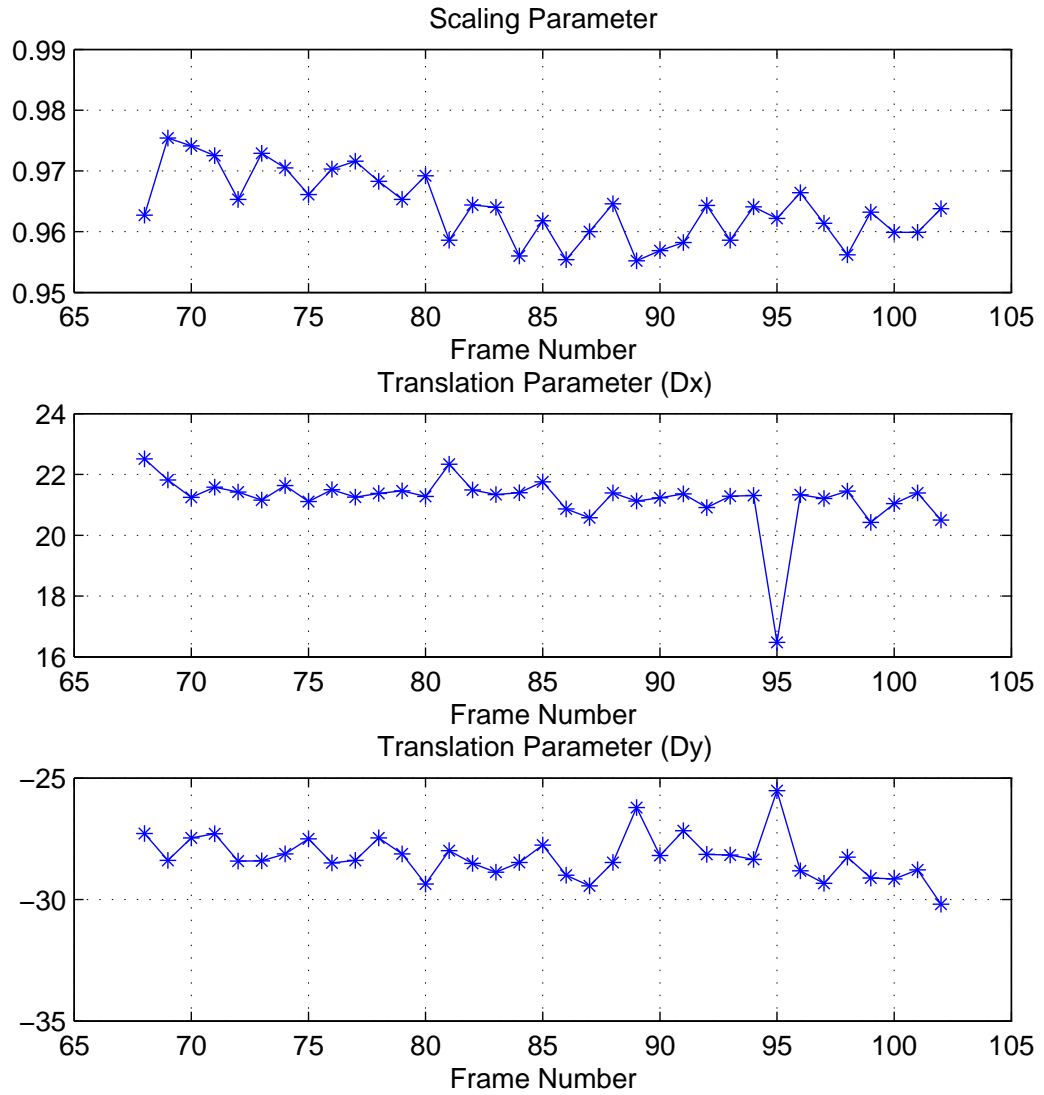 Scaling Parameter
0.99
0.98
0.97
0.96
0.95
65 70 75 80 85 90 95 100 105
Frame Number
Translation Parameter (Dx)
24
22
20
18
16
65 70 75 80 85 90 95 100 105
Frame Number
Translation Parameter (Dy)
−25
−30
−35
65 70 75 80 85 90 95 100 105
Frame Number